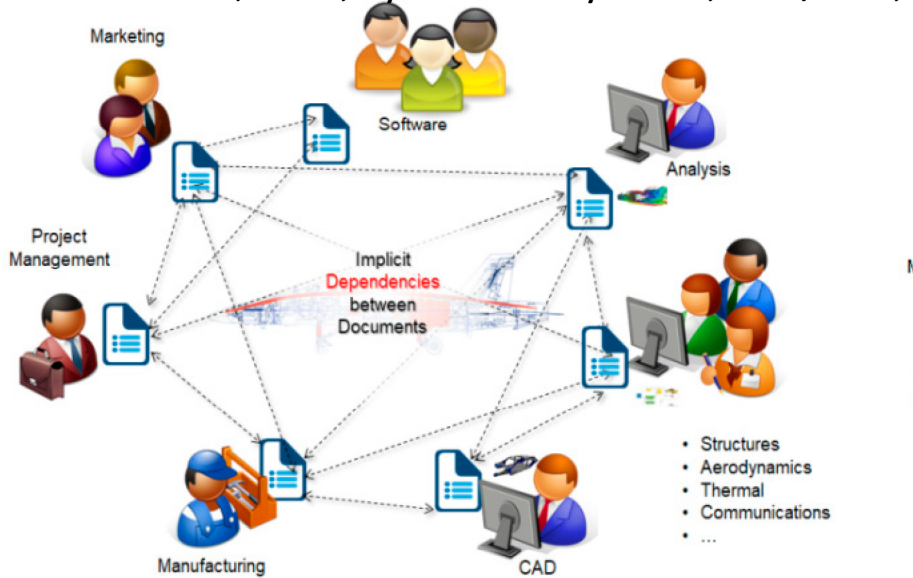 Marketing
Software
Analysis
Project
Management
Implicit
Dependencies
between
Documents
• Structures
• Aerodynamics
• Thermal
• Communications
• ...
Manufacturing
CAD